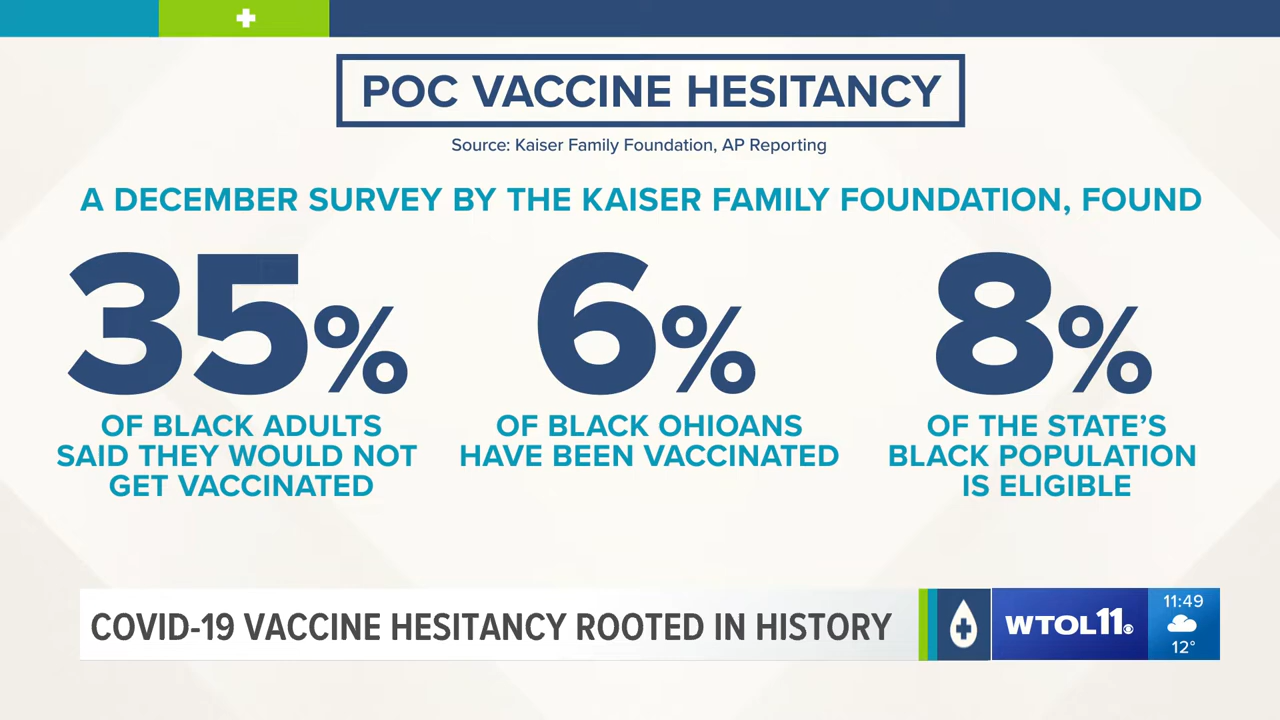 POC VACCINE HESITANCY
Source: Kaiser Family Foundation, AP Reporting
A DECEMBER SURVEY BY THE KAISER FAMILY FOUNDATION, FOUND
35%
OF BLACK ADULTS
SAID THEY WOULD NOT
GET VACCINATED
6%
OF BLACK OHIOANS
HAVE BEEN VACCINATED
8%
OF THE STATE'S
BLACK POPULATION
IS ELIGIBLE
COVID-19 VACCINE HESITANCY ROOTED IN HISTORY
WTOL11
11:49
12°